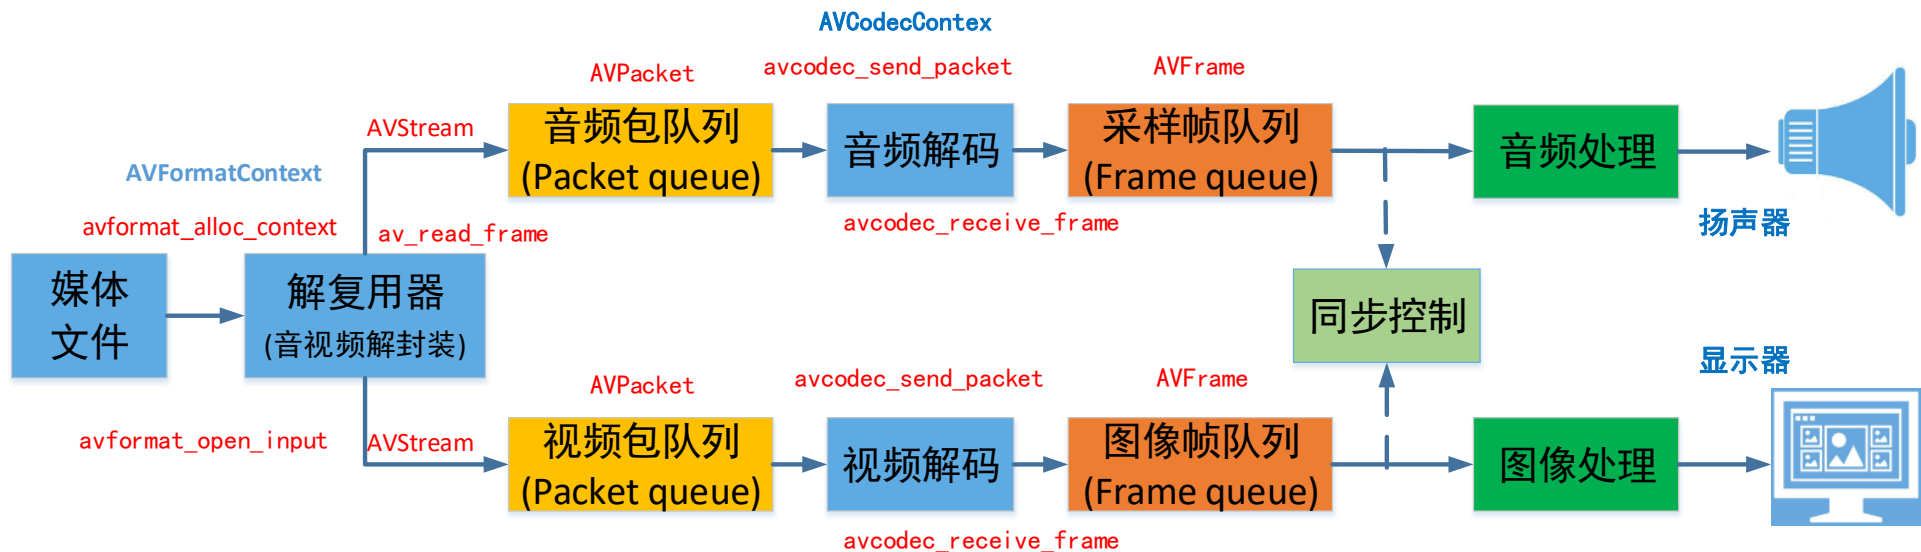 AVCodecContex
AVPacket
avcodec_send_packet
AVFrame
AVStream
音频包队列
(Packet queue)
音频解码
采样帧队列
(Frame queue)
音频处理
AVFormatContext
avformat_alloc_context
av_read_frame
avcodec_receive_frame
扬声器
媒体
文件
解复用器
(音视频解封装)
同步控制
显示器
AVPacket
avcodec_send_packet
AVFrame
avformat_open_input
AVStream
视频包队列
(Packet queue)
视频解码
图像帧队列
(Frame queue)
图像处理
avcodec_receive_frame